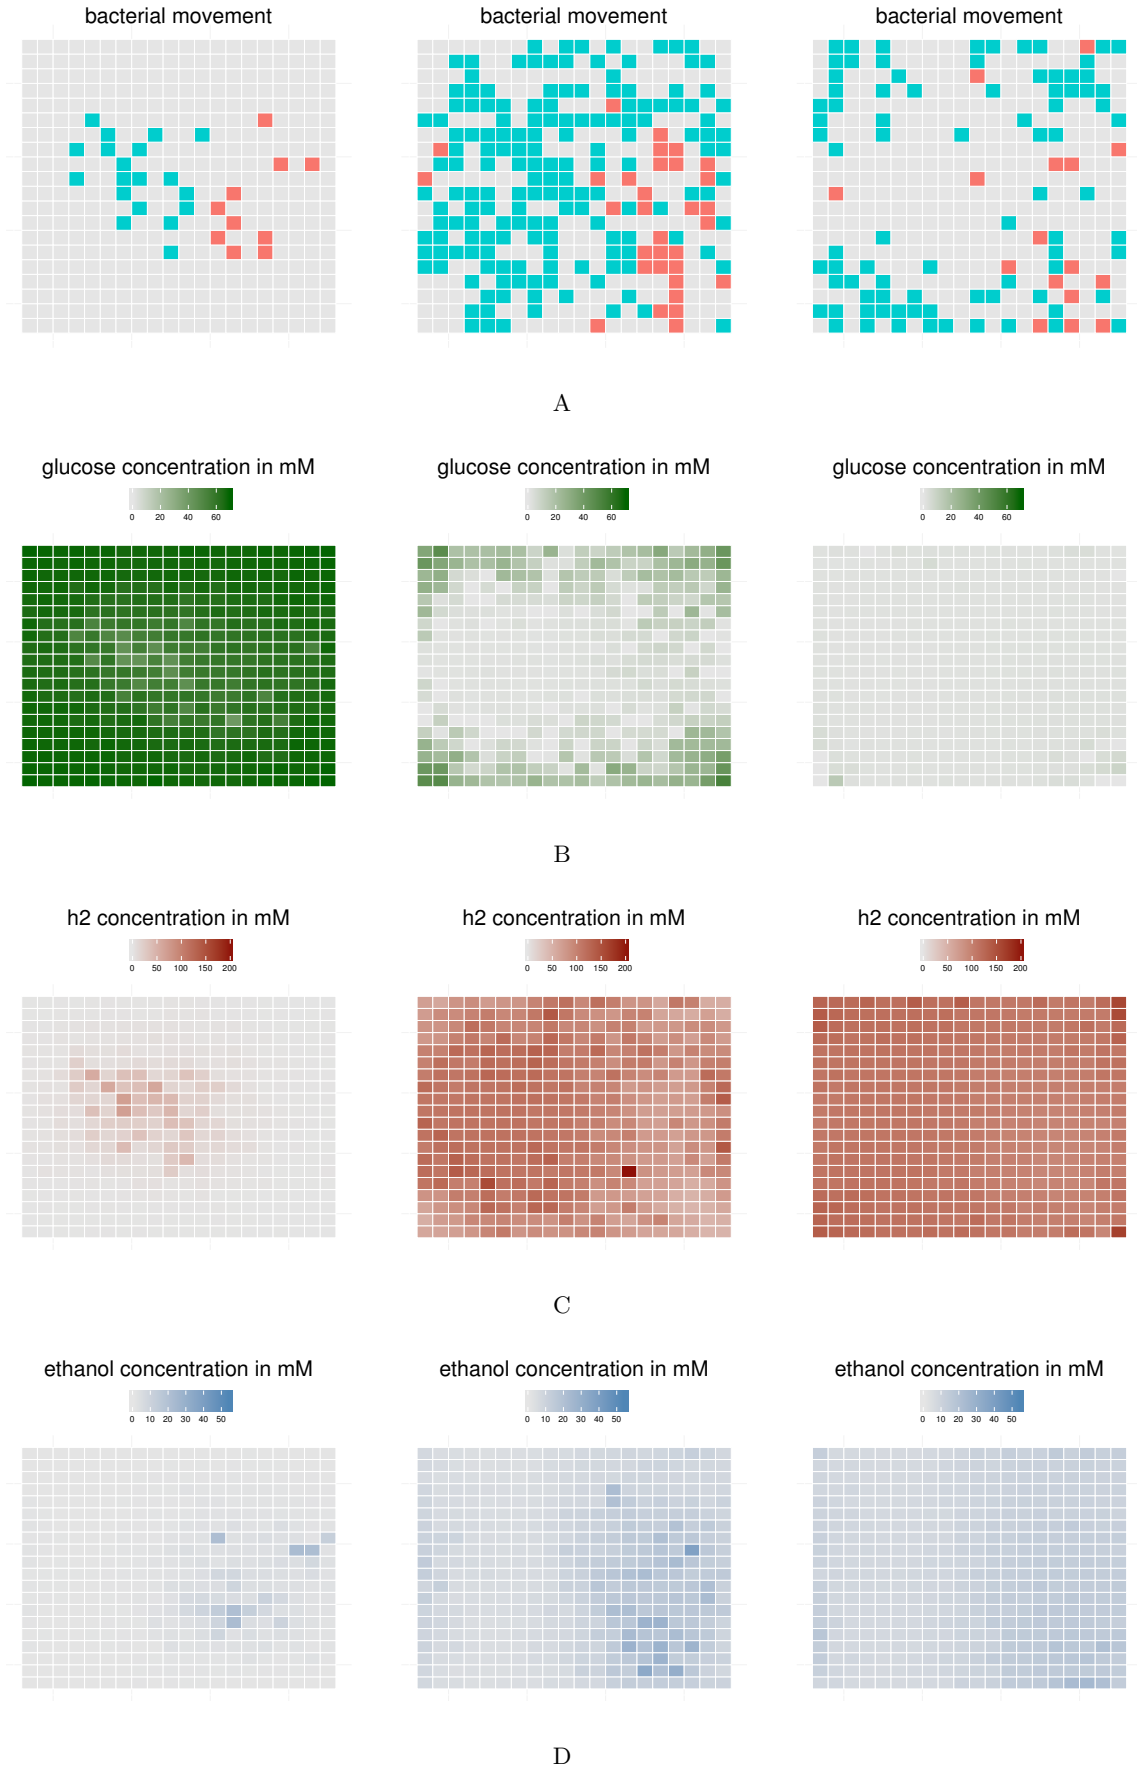 bacterial movement bacterial movement bacterial movement
A
glucose concentration in mM glucose concentration in mM glucose concentration in mM
0 20 40 60 0 20 40 60 0 20 40 60
B
h2 concentration in mM h2 concentration in mM h2 concentration in mM
0 50 100 150 200 0 50 100 150 200 0 50 100 150 200
C
ethanol concentration in mM ethanol concentration in mM ethanol concentration in mM
0 10 20 30 40 50 0 10 20 30 40 50 0 10 20 30 40 50
D